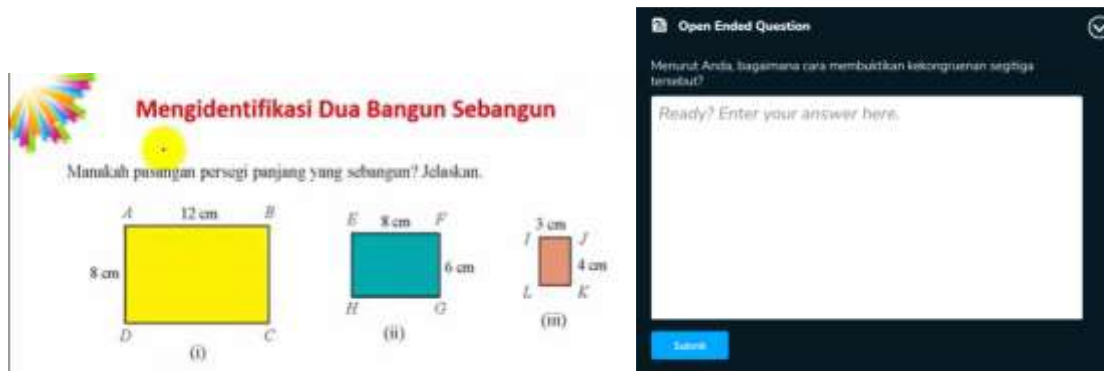 Mengidentifikasi Dua Bangun Sebangun
Manakah pasangan persegi panjang yang sebangun? Jelaskan.
A 12 cm B
8 cm
D C
(i)
E 8 cm F
6 cm
H G
(ii)
3 cm
I J
4 cm
L K
(iii)
Open Ended Question
Menurut Anda, bagaimana cara membuktikan kekongruenan segitiga
tersebut?
Ready? Enter your answer here.
Submit